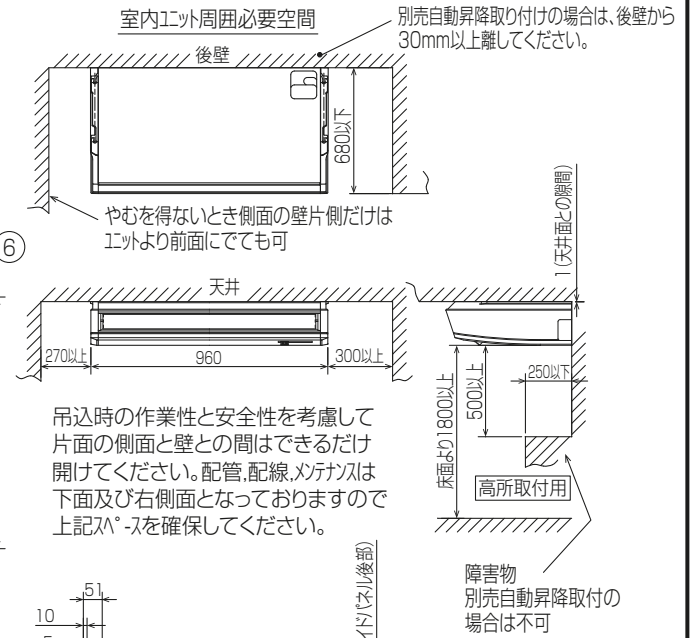 室内ユニット周囲必要空間
別売自動昇降取り付けの場合は、後壁から
30mm以上離してください。
後壁
680以下
やむを得ないとき側面の壁片側だけは
ユニットより前面にでても可
6
1(天井面との隙間)
天井
270以上
960
300以上
床面より1800以上
500以上
250以下
高所取付用
吊込時の作業性と安全性を考慮して
片面の側面と壁との間はできるだけ
開けてください。配管,配線,メンテナンスは
下面及び右側面となっておりますので
上記スペースを確保してください。
障害物
別売自動昇降取付の
場合は不可
51
10
イドパネル後部)